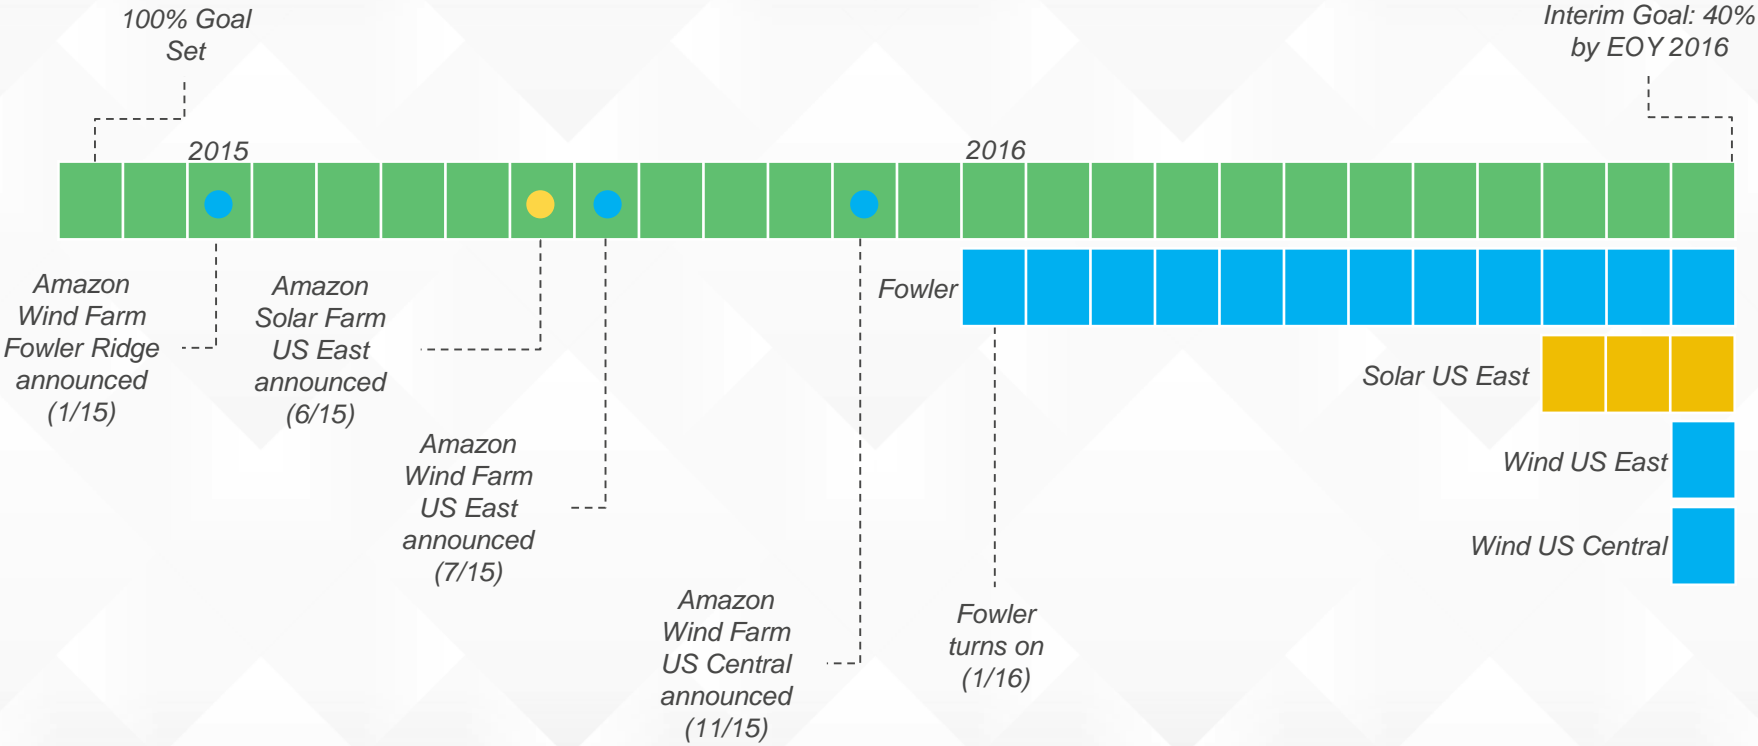 100% Goal
Set
Interim Goal: 40%
by EOY 2016
2015
2016
Amazon
Wind Farm
Fowler Ridge
announced
(1/15)
Amazon
Solar Farm
US East
announced
(6/15)
Amazon
Wind Farm
US East
announced
(7/15)
Amazon
Wind Farm
US Central
announced
(11/15)
Fowler
Fowler
turns on
(1/16)
Solar US East
Wind US East
Wind US Central